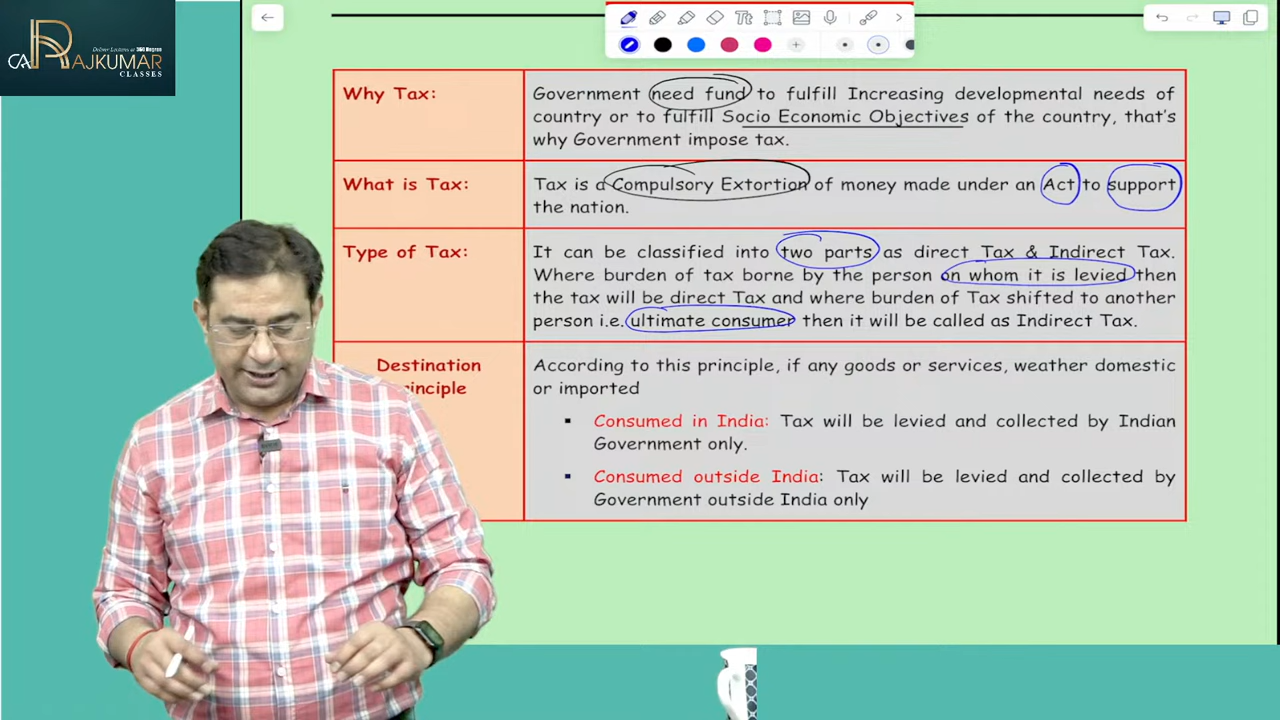 Deliver Lectures at 360 Degree
CA RAJKUMAR
CLASSES
Tt
Why Tax:
Government need fund to fulfill Increasing developmental needs of
country or to fulfill Socio Economic Objectives of the country, that's
why Government impose tax.
What is Tax:
Tax is a Compulsory Extortion of money made under an Act to support
the nation.
Type of Tax:
It can be classified into two parts as direct Tax & Indirect Tax.
Where burden of tax borne by the person on whom it is levied then
the tax will be direct Tax and where burden of Tax shifted to another
person i.e. ultimate consumer then it will be called as Indirect Tax.
Destination
According to this principle, if any goods or services, weather domestic
or imported
▪ Consumed in India: Tax will be levied and collected by Indian
Government only.
▪ Consumed outside India: Tax will be levied and collected by
Government outside India only